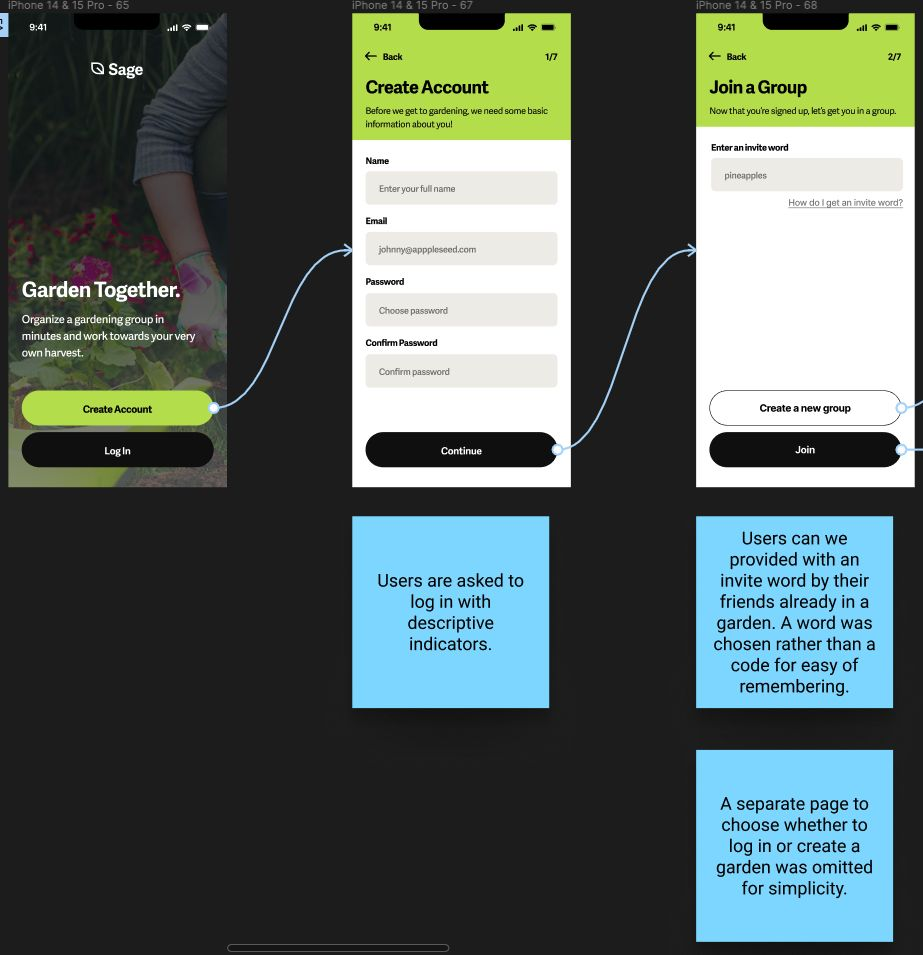 iPhone 14 & 15 Pro - 65
9:41
Sage
Garden Together.
Organize a gardening group in
minutes and work towards your very
own harvest.
Create Account
Log In
iPhone 14 & 15 Pro - 67
9:41
Back
1/7
Create Account
Before we get to gardening, we need some basic
information about you!
Name
Enter your full name
Email
johnny@apppleseed.com
Password
Choose password
Confirm Password
Confirm password
Continue
Users are asked to
log in with
descriptive
indicators.
iPhone 14 & 15 Pro - 68
9:41
Back
2/7
Join a Group
Now that you're signed up, let's get you in a group.
Enter an invite word
pineapples
How do I get an invite word?
Create a new group
Join
Users can we
provided with an
invite word by their
friends already in a
garden. A word was
chosen rather than a
code for easy of
remembering.
A separate page to
choose whether to
log in or create a
garden was omitted
for simplicity.